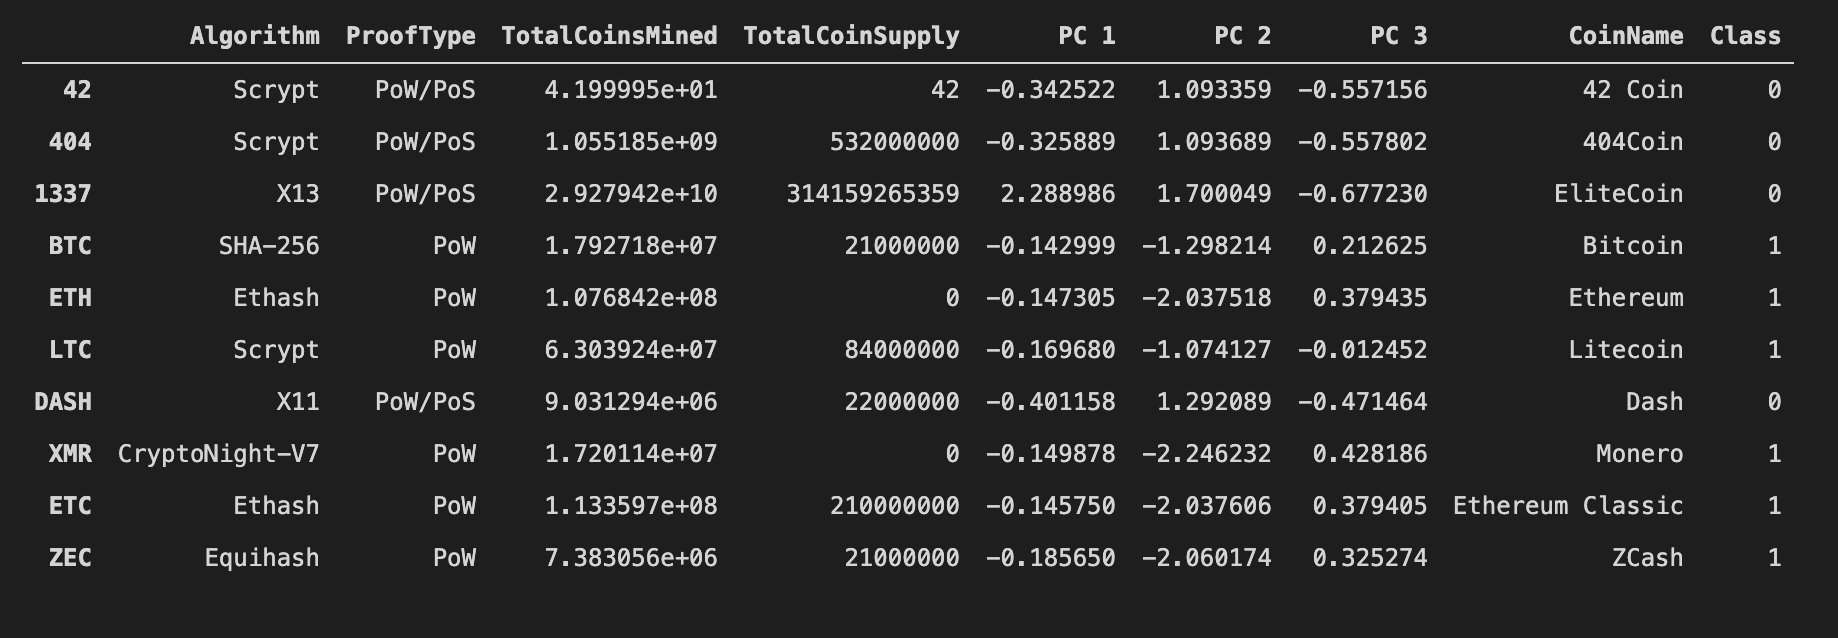 Algorithm ProofType TotalCoinsMined TotalCoinSupply PC 1 PC 2 PC 3 CoinName Class
42 Scrypt PoW/PoS 4.199995e+01 42 −0.342522 1.093359 −0.557156 42 Coin 0
404 Scrypt PoW/PoS 1.055185e+09 532000000 −0.325889 1.093689 −0.557802 404Coin 0
1337 X13 PoW/PoS 2.927942e+10 314159265359 2.288986 1.700049 −0.677230 EliteCoin 0
BTC SHA-256 PoW 1.792718e+07 21000000 −0.142999 −1.298214 0.212625 Bitcoin 1
ETH Ethash PoW 1.076842e+08 0 −0.147305 −2.037518 0.379435 Ethereum 1
LTC Scrypt PoW 6.303924e+07 84000000 −0.169680 −1.074127 −0.012452 Litecoin 1
DASH X11 PoW/PoS 9.031294e+06 22000000 −0.401158 1.292089 −0.471464 Dash 0
XMR CryptoNight-V7 PoW 1.720114e+07 0 −0.149878 −2.246232 0.428186 Monero 1
ETC Ethash PoW 1.133597e+08 210000000 −0.145750 −2.037606 0.379405 Ethereum Classic 1
ZEC Equihash PoW 7.383056e+06 21000000 −0.185650 −2.060174 0.325274 ZCash 1